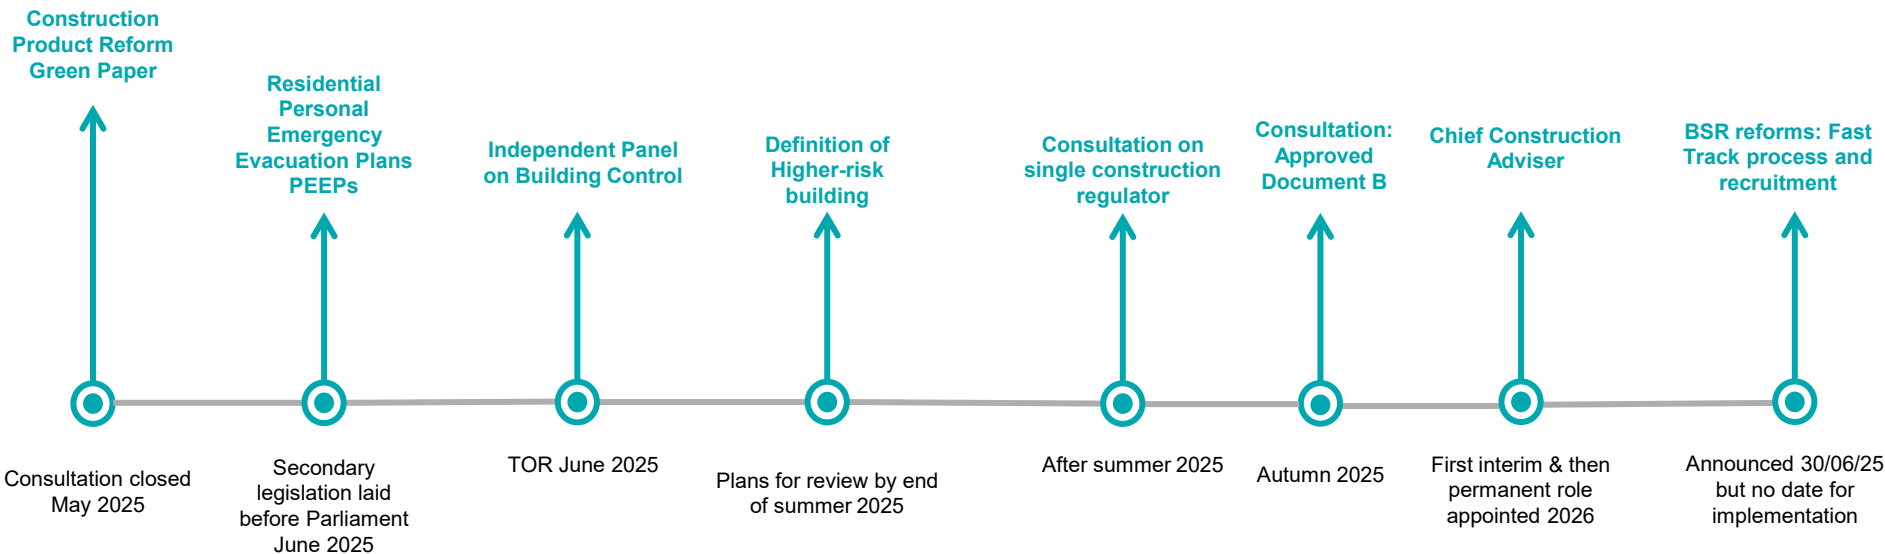 Construction
Product Reform
Green Paper
Residential
Personal
Emergency
Evacuation Plans
PEEPs
Independent Panel
on Building Control
Definition of
Higher-risk
building
Consultation on
single construction
regulator
Consultation:
Approved
Document B
Chief Construction
Adviser
BSR reforms: Fast
Track process and
recruitment
Consultation closed
May 2025
Secondary
legislation laid
before Parliament
June 2025
TOR June 2025
Plans for review by end
of summer 2025
After summer 2025
Autumn 2025
First interim & then
permanent role
appointed 2026
Announced 30/06/25
but no date for
implementation